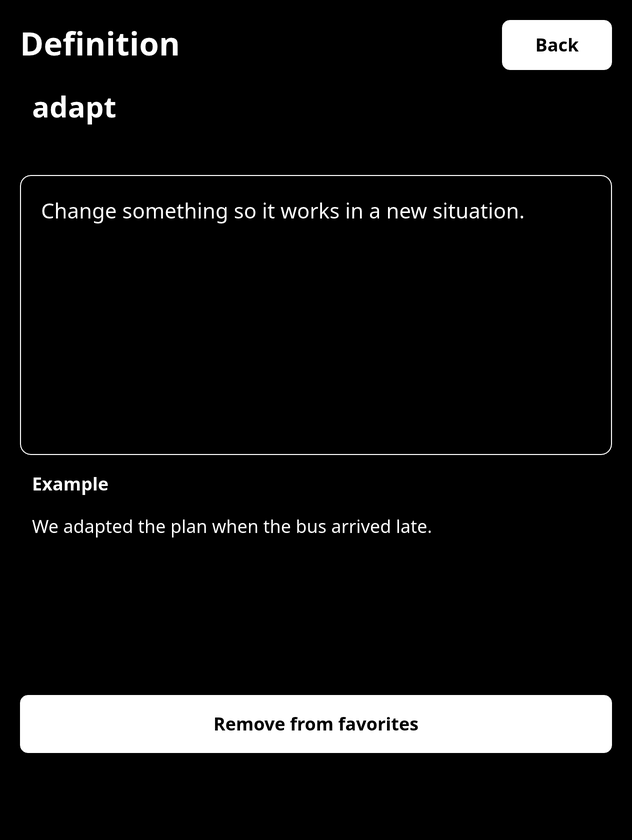 Definition
Back
adapt
Change something so it works in a new situation.
Example
We adapted the plan when the bus arrived late.
Remove from favorites